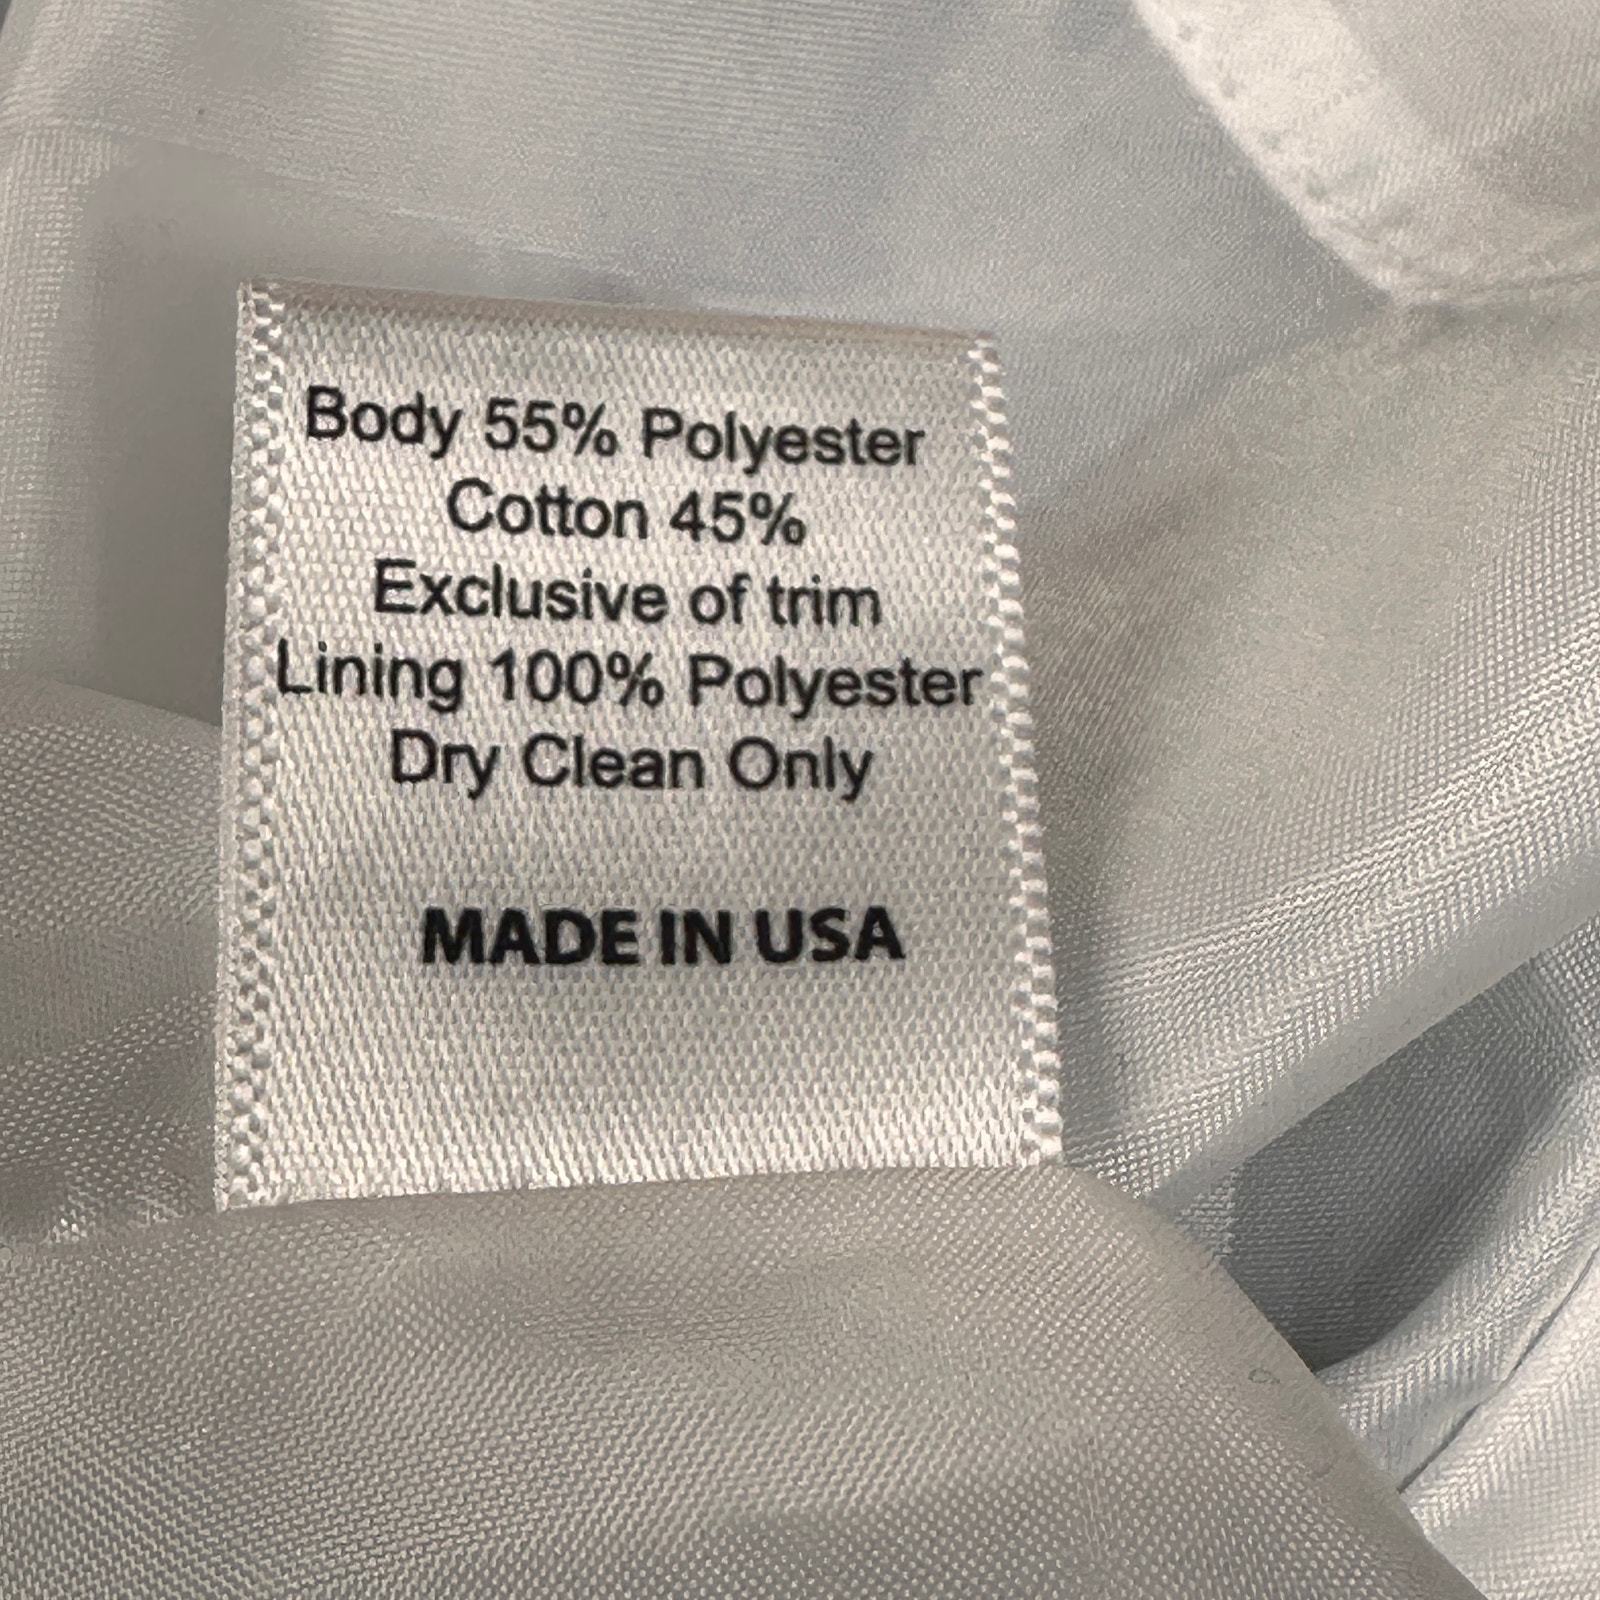 Body 55% Polyester
Cotton 45%
Exclusive of trim
Lining 100% Polyester
Dry Clean Only
MADE IN USA